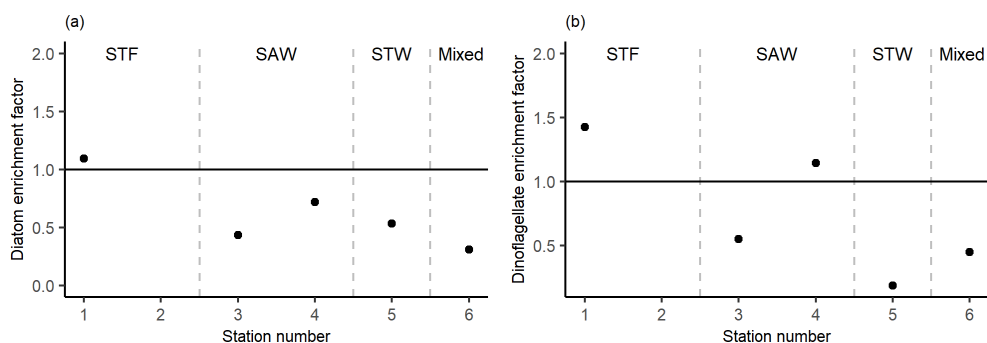 (a)
STF SAW STW Mixed
2.0
1.5
1.0
0.5
0.0
Diatom enrichment factor
1 2 3 4 5 6
Station number
(b)
STF SAW STW Mixed
2.0
1.5
1.0
0.5
Dinoflagellate enrichment factor
1 2 3 4 5 6
Station number